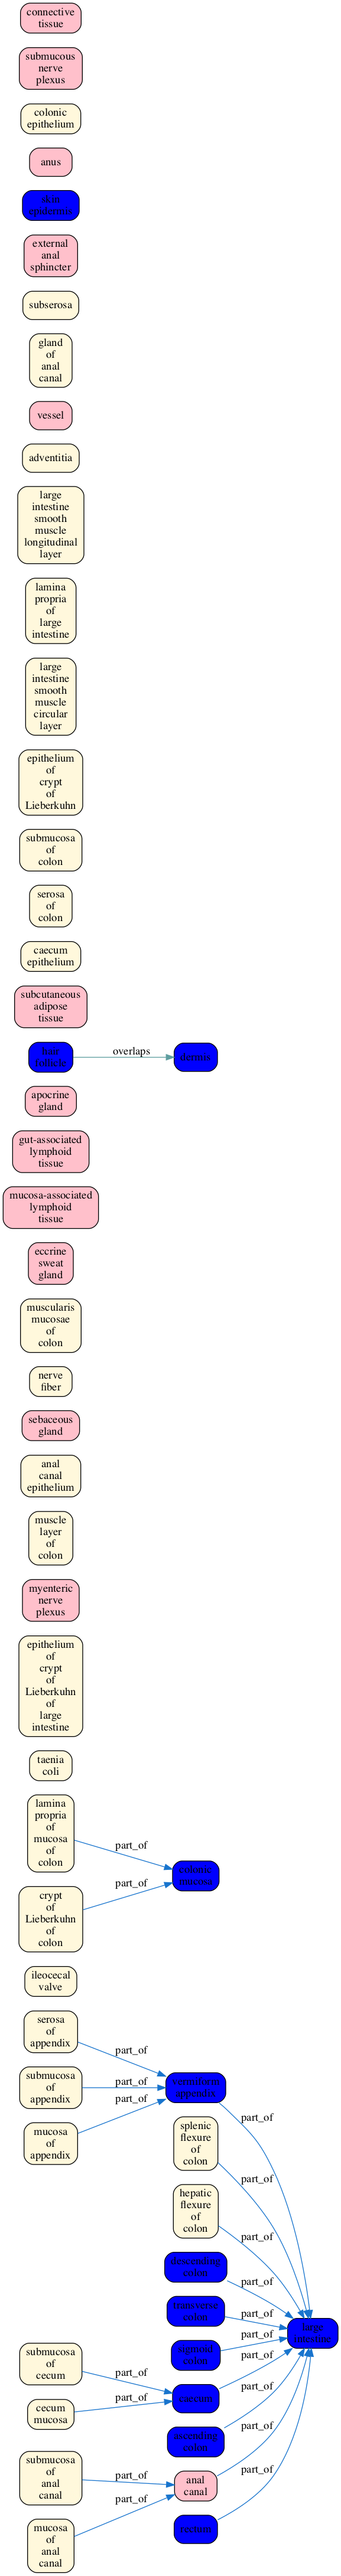 connective
tissue
submucous
nerve
plexus
colonic
epithelium
anus
skin
epidermis
external
anal
sphincter
subserosa
gland
of
anal
canal
vessel
adventitia
large
intestine
smooth
muscle
longitudinal
layer
lamina
propria
of
large
intestine
large
intestine
smooth
muscle
circular
layer
epithelium
of
crypt
of
Lieberkuhn
submucosa
of
colon
serosa
of
colon
caecum
epithelium
subcutaneous
adipose
tissue
hair
follicle
overlaps
dermis
apocrine
gland
gut-associated
lymphoid
tissue
mucosa-associated
lymphoid
tissue
eccrine
sweat
gland
muscularis
mucosae
of
colon
nerve
fiber
sebaceous
gland
anal
canal
epithelium
muscle
layer
of
colon
myenteric
nerve
plexus
epithelium
of
crypt
of
Lieberkuhn
of
large
intestine
taenia
coli
lamina
propria
of
mucosa
of
colon
part_of
colonic
mucosa
crypt
of
Lieberkuhn
of
colon
part_of
ileocecal
valve
serosa
of
appendix
part_of
submucosa
of
appendix
part_of
vermiform
appendix
part_of
mucosa
of
appendix
part_of
splenic
flexure
of
colon
part_of
hepatic
flexure
of
colon
part_of
descending
colon
part_of
transverse
colon
part_of
large
intestine
sigmoid
colon
part_of
submucosa
of
cecum
part_of
caecum
part_of
cecum
mucosa
part_of
ascending
colon
part_of
submucosa
of
anal
canal
part_of
anal
canal
part_of
mucosa
of
anal
canal
part_of
rectum
part_of